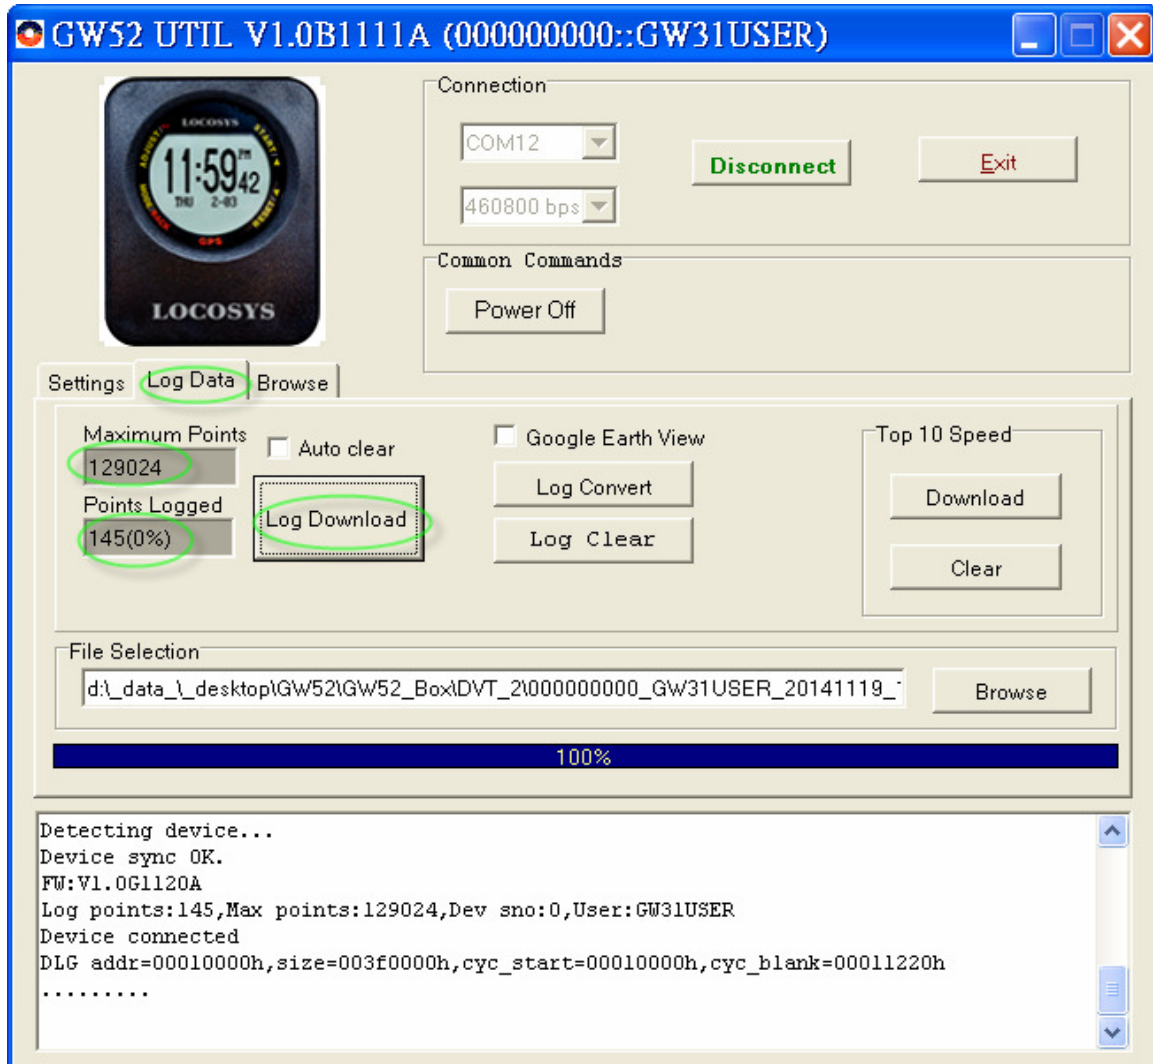 GW52 UTIL V1.0B1111A (000000000::GW31USER)
LOCOSYS
ADJUST/
START/
11:59 PM 42
THU 2-03
MODE/BACK
RESET/
GPS
LOCOSYS
Connection
COM12
460800 bps
Disconnect
Exit
Common Commands
Power Off
Settings
Log Data
Browse
Maximum Points
129024
Points Logged
145(0%)
Auto clear
Log Download
Google Earth View
Log Convert
Log Clear
Top 10 Speed
Download
Clear
File Selection
d:\_data_\_desktop\GW52\GW52_Box\DVT_2\000000000_GW31USER_20141119_
Browse
100%
Detecting device...
Device sync OK.
FW:V1.0G1120A
Log points:145,Max points:129024,Dev sno:0,User:GW31USER
Device connected
DLG addr=00010000h,size=003f0000h,cyc_start=00010000h,cyc_blank=00011220h
.........